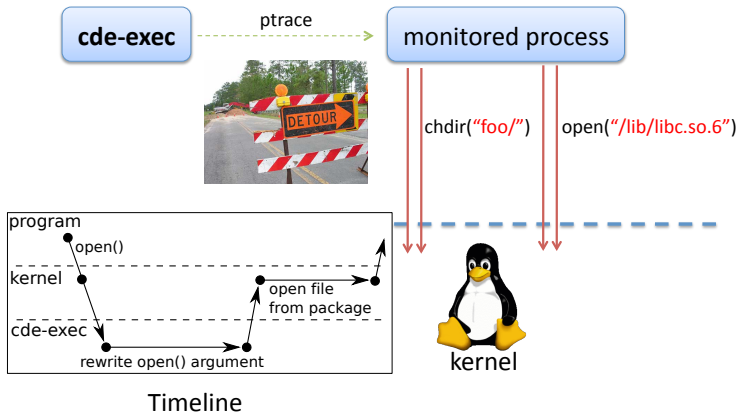 cde-exec
ptrace
monitored process
DETOUR
chdir("foo/")
open("/lib/libc.so.6")
program
open()
kernel
open file
from package
cde-exec
rewrite open() argument
kernel
Timeline